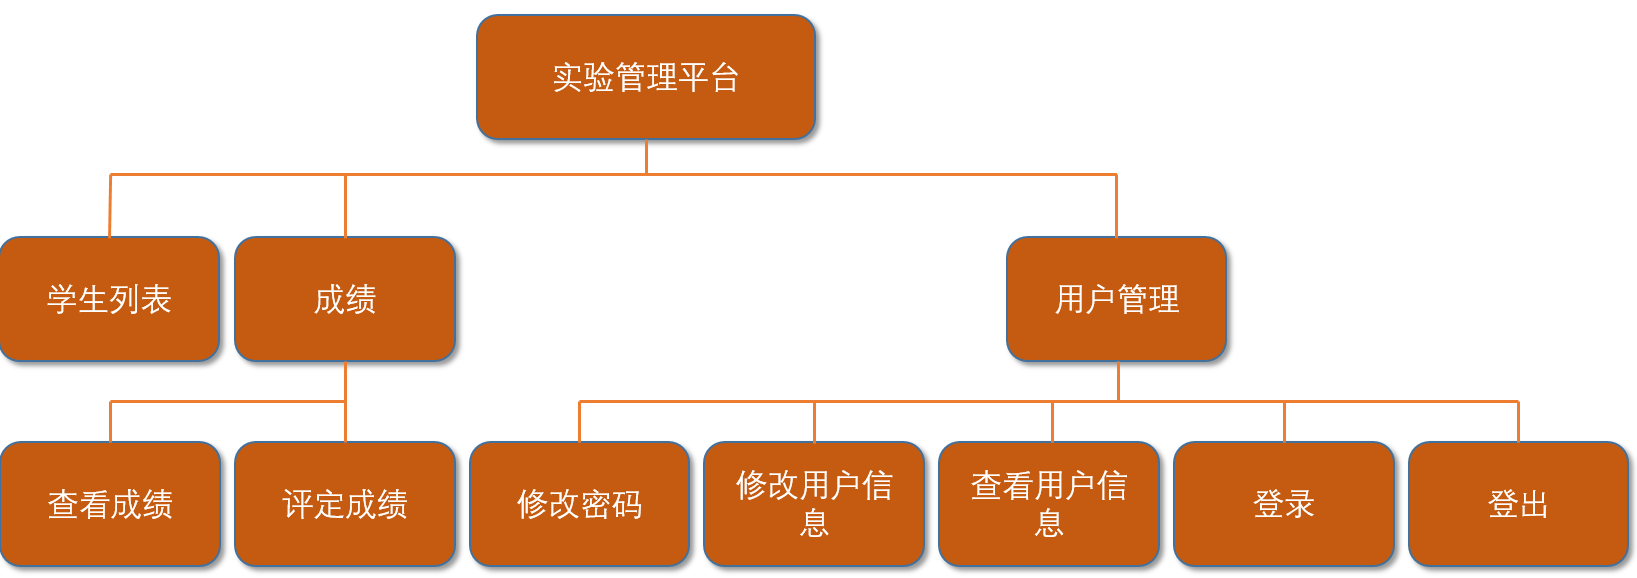 实验管理平台
学生列表
成绩
用户管理
查看成绩
评定成绩
修改密码
修改用户信
息
查看用户信
息
登录
登出